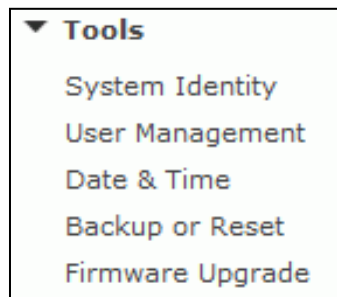 Tools
System Identity
User Management
Date & Time
Backup or Reset
Firmware Upgrade